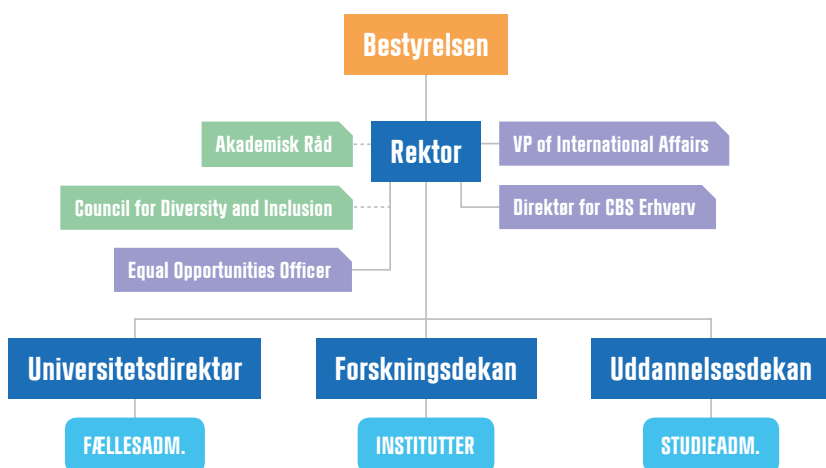 Bestyrelsen
Akademisk Råd
Rektor
VP of International Affairs
Council for Diversity and Inclusion
Direktør for CBS Erhverv
Equal Opportunities Officer
Universitetsdirektør
Forskningsdekan
Uddannelsesdekan
FÆLLESADM.
INSTITUTTER
STUDIEADM.